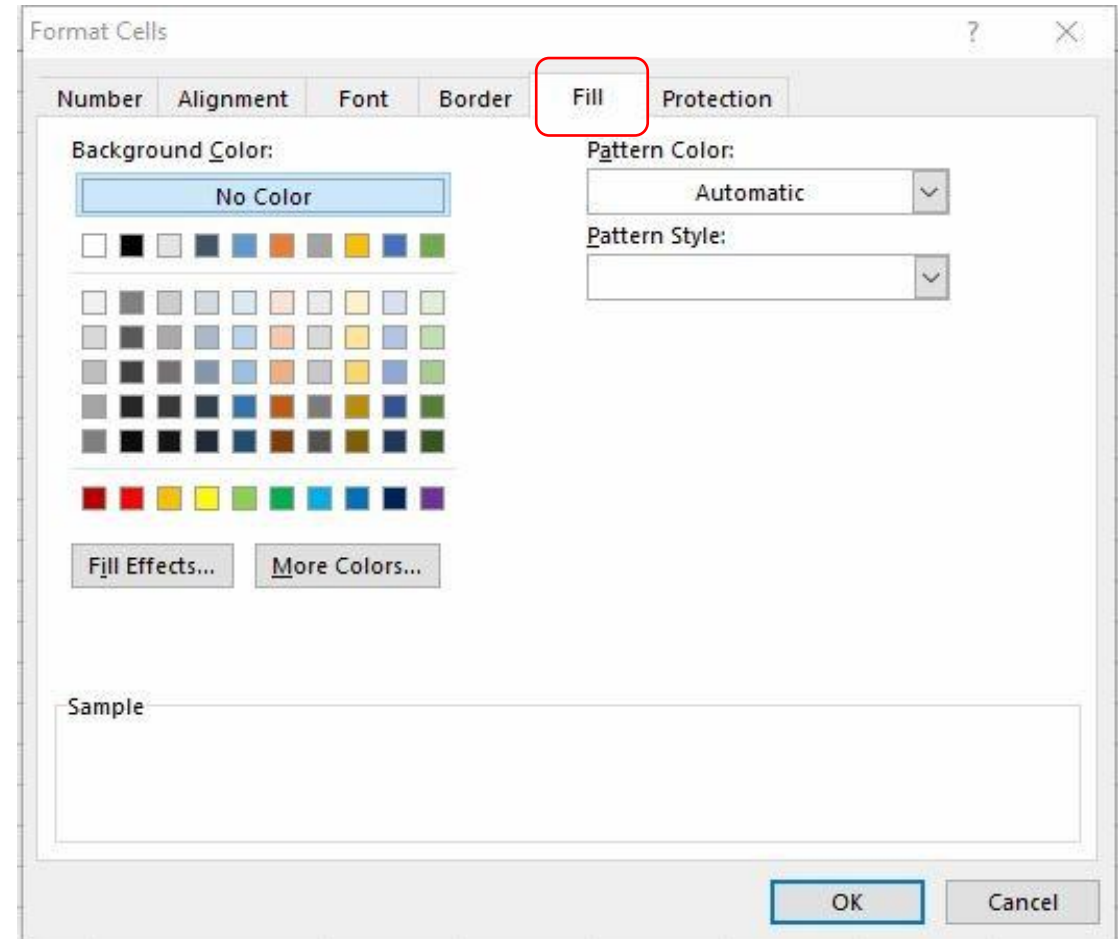 Format Cells ?
Number Alignment Font Border Fill Protection
Background Color:
No Color
Pattern Color:
Automatic
Pattern Style:
Fill Effects... More Colors...
Sample
OK Cancel